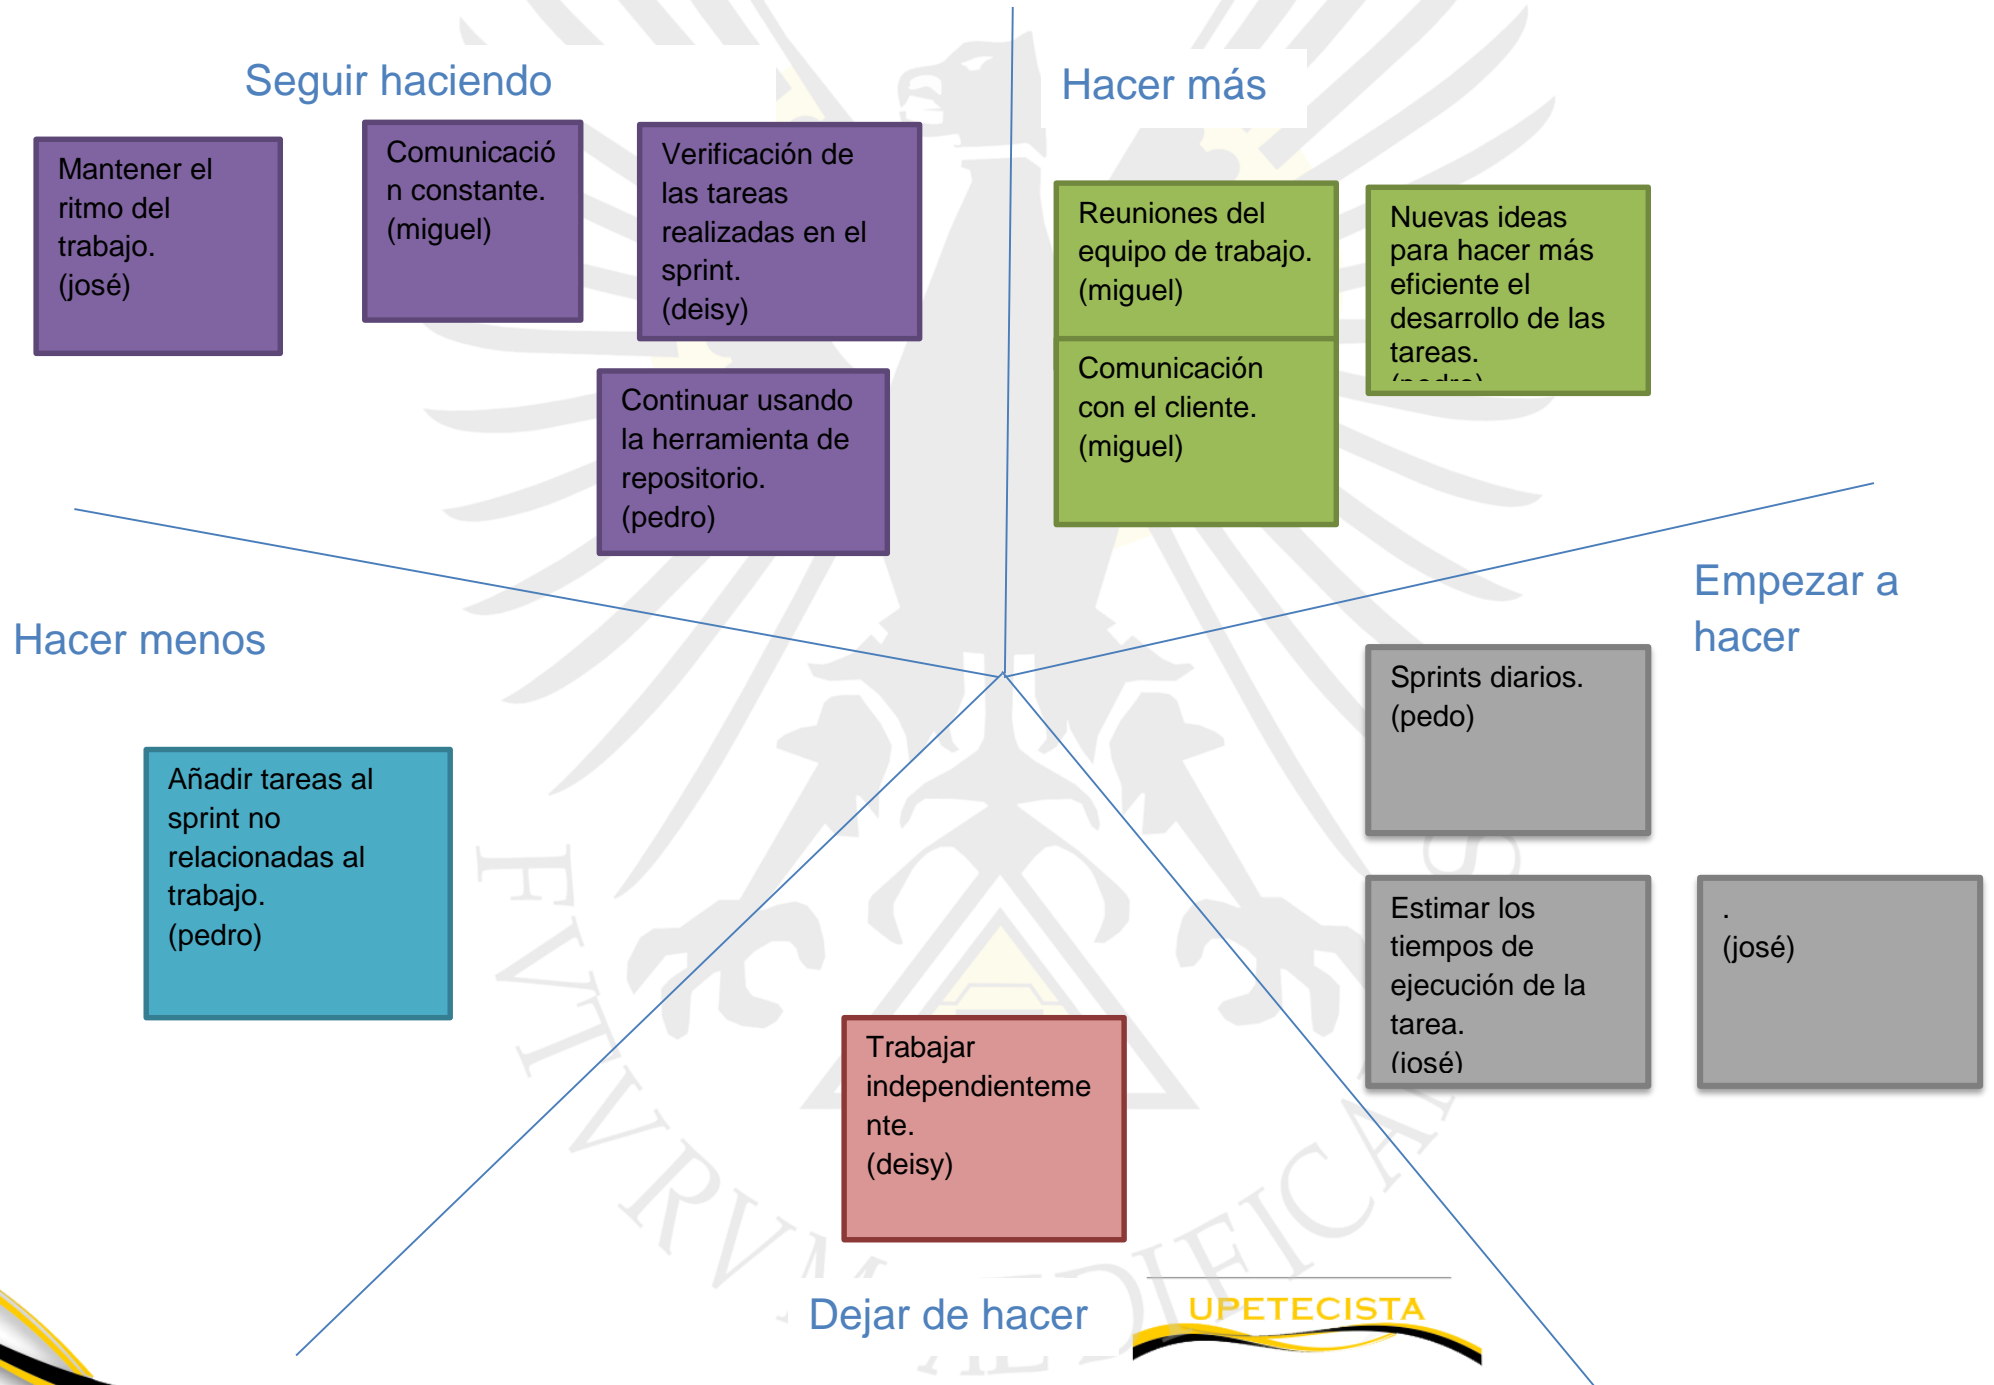 Seguir haciendo
Mantener el
ritmo del
trabajo.
(josé)
Comunicació
n constante.
(miguel)
Verificación de
las tareas
realizadas en el
sprint.
(deisy)
Continuar usando
la herramienta de
repositorio.
(pedro)
Hacer más
Reuniones del
equipo de trabajo.
(miguel)
Comunicación
con el cliente.
(miguel)
Nuevas ideas
para hacer más
eficiente el
desarrollo de las
tareas.
(pedro)
Empezar a
hacer
Sprints diarios.
(pedo)
Estimar los
tiempos de
ejecución de la
tarea.
(josé)
.
(josé)
Hacer menos
Añadir tareas al
sprint no
relacionadas al
trabajo.
(pedro)
Trabajar
independienteme
nte.
(deisy)
Dejar de hacer
UPETECISTA